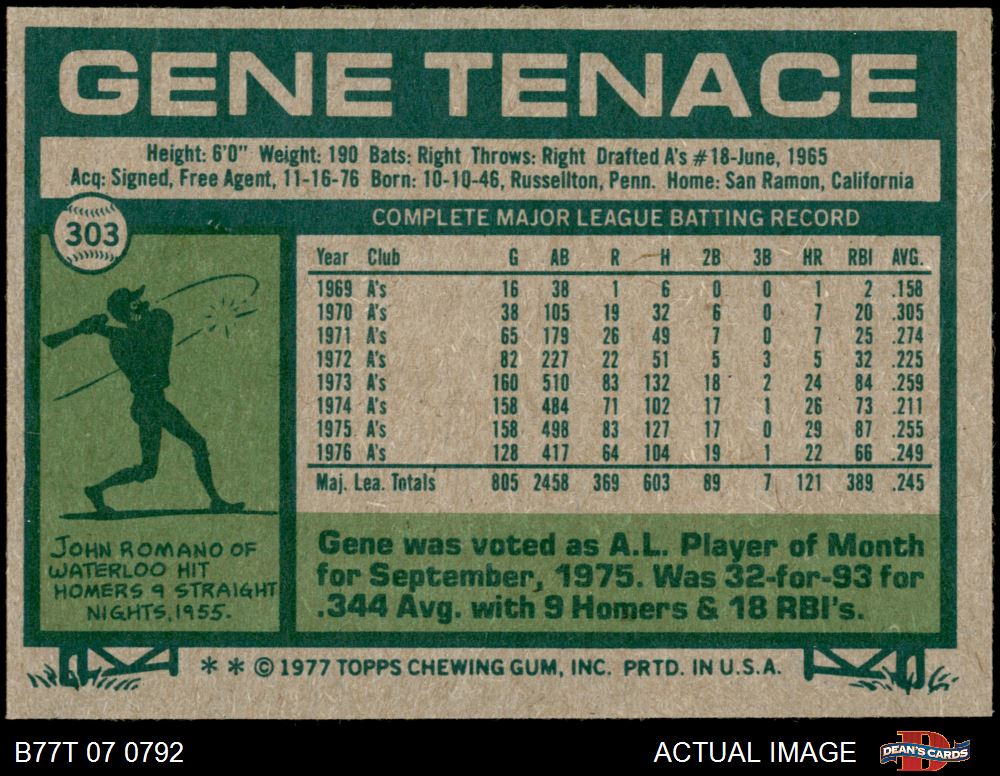 GENE TENACE
Height: 6'0" Weight: 190 Bats: Right Throws: Right Drafted A's #18-June, 1965
Acq: Signed, Free Agent, 11-16-76 Born: 10-10-46, Russellton, Penn. Home: San Ramon, California
303
COMPLETE MAJOR LEAGUE BATTING RECORD
Year Club G AB R H 2B 3B HR RBI AVG.
1969 A's 16 38 1 6 0 0 1 2 .158
1970 A's 38 105 19 32 6 0 7 20 .305
1971 A's 65 179 26 49 7 0 7 25 .274
1972 A's 82 227 22 51 5 3 5 32 .225
1973 A's 160 510 83 132 18 2 24 84 .259
1974 A's 158 484 71 102 17 1 26 73 .211
1975 A's 158 498 83 127 17 0 29 87 .255
1976 A's 128 417 64 104 19 1 22 66 .249
Maj. Lea. Totals 805 2458 369 603 89 7 121 389 .245
JOHN ROMANO OF
WATERLOO HIT
HOMERS 9 STRAIGHT
NIGHTS, 1955.
Gene was voted as A.L. Player of Month
for September, 1975. Was 32-for-93 for
.344 Avg. with 9 Homers & 18 RBI's.
* * © 1977 TOPPS CHEWING GUM, INC. PRTD. IN U.S.A.
B77T 07 0792
ACTUAL IMAGE
DEAN'S CARDS